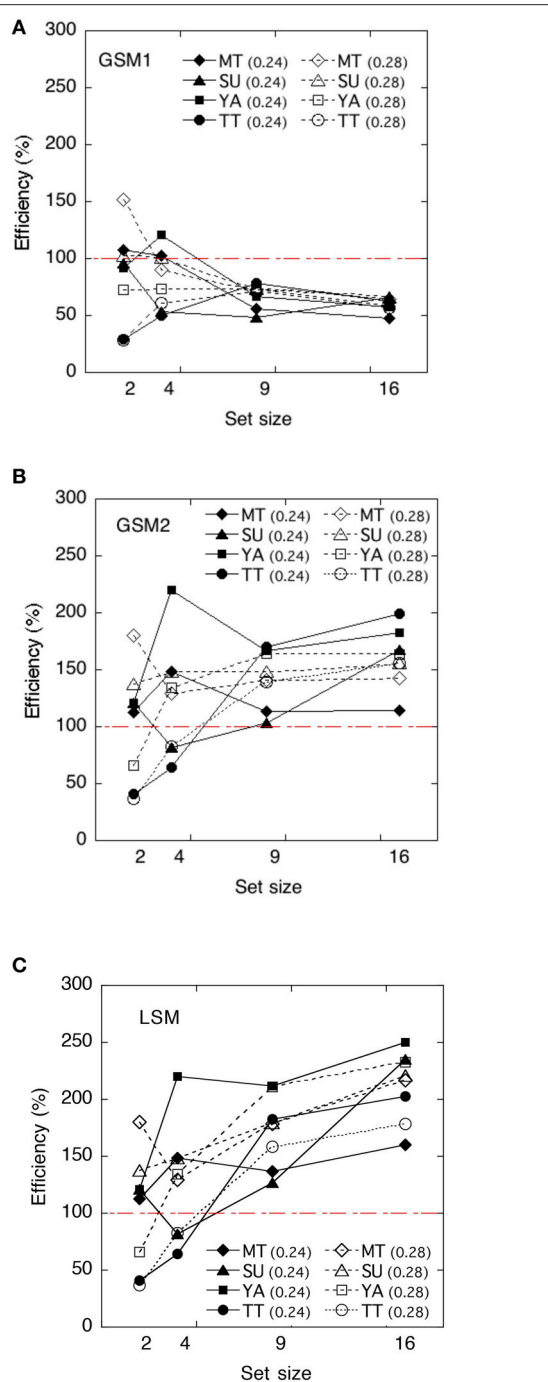 A
300
GSM1
MT (0.24) MT (0.28)
SU (0.24) SU (0.28)
YA (0.24) YA (0.28)
TT (0.24) TT (0.28)
250
200
150
100
50
0
Efficiency (%)
2 4 9 16
Set size
B
300
GSM2
MT (0.24) MT (0.28)
SU (0.24) SU (0.28)
YA (0.24) YA (0.28)
TT (0.24) TT (0.28)
250
200
150
100
50
0
Efficiency (%)
2 4 9 16
Set size
C
300
LSM
250
200
150
100
50
0
Efficiency (%)
MT (0.24) MT (0.28)
SU (0.24) SU (0.28)
YA (0.24) YA (0.28)
TT (0.24) TT (0.28)
2 4 9 16
Set size